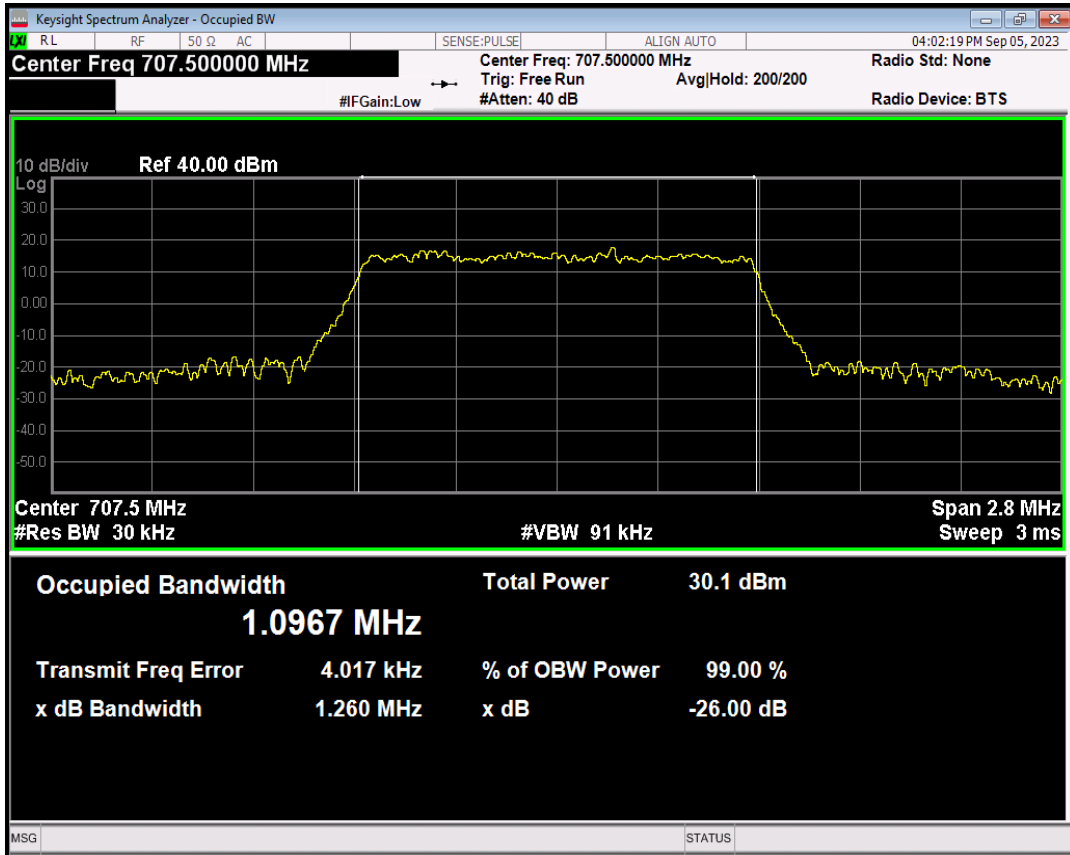 Keysight Spectrum Analyzer - Occupied BW
LXI RL RF 50 Ω AC SENSE:PULSE ALIGN AUTO 04:02:19 PM Sep 05, 2023
Center Freq 707.500000 MHz Center Freq: 707.500000 MHz Radio Std: None
Trig: Free Run Avg|Hold: 200/200
#IFGain:Low #Atten: 40 dB Radio Device: BTS
10 dB/div Ref 40.00 dBm
Log
30.0
20.0
10.0
0.00
-10.0
-20.0
-30.0
-40.0
-50.0
Center 707.5 MHz Span 2.8 MHz
#Res BW 30 kHz #VBW 91 kHz Sweep 3 ms
Occupied Bandwidth Total Power 30.1 dBm
1.0967 MHz
Transmit Freq Error 4.017 kHz % of OBW Power 99.00 %
x dB Bandwidth 1.260 MHz x dB -26.00 dB
MSG STATUS